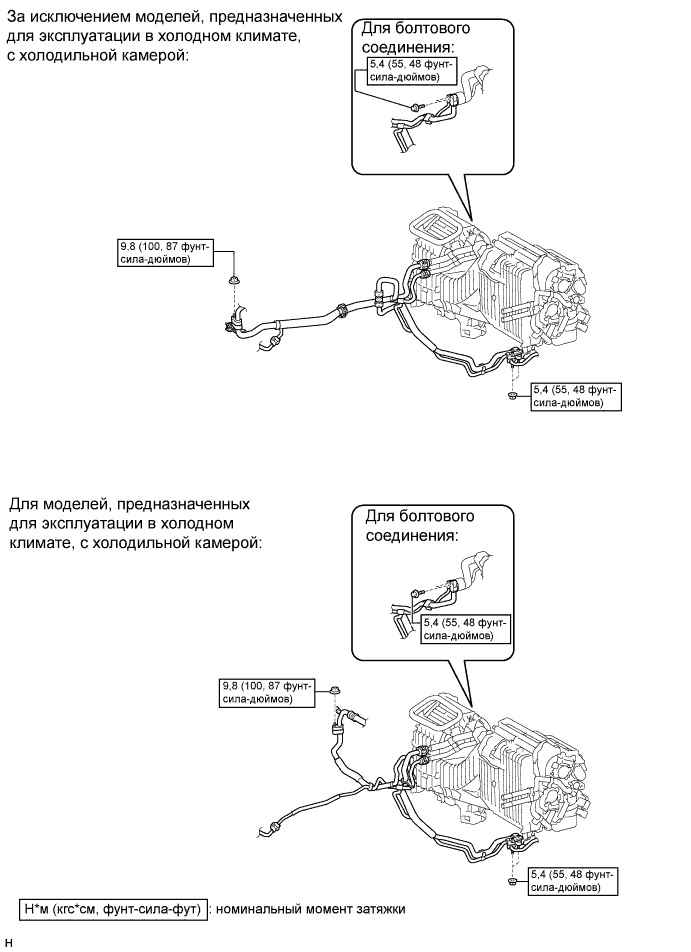 За исключением моделей, предназначенных
для эксплуатации в холодном климате,
с холодильной камерой:
Для болтового
соединения:
5,4 (55, 48 фунт-
сила-дюймов)
9,8 (100, 87 фунт-
сила-дюймов)
5,4 (55, 48 фунт-
сила-дюймов)
Для моделей, предназначенных
для эксплуатации в холодном
климате, с холодильной камерой:
Для болтового
соединения:
5,4 (55, 48 фунт-
сила-дюймов)
9,8 (100, 87 фунт-
сила-дюймов)
5,4 (55, 48 фунт-
сила-дюймов)
Н*м (кгс*см, фунт-сила-фут) : номинальный момент затяжки
H